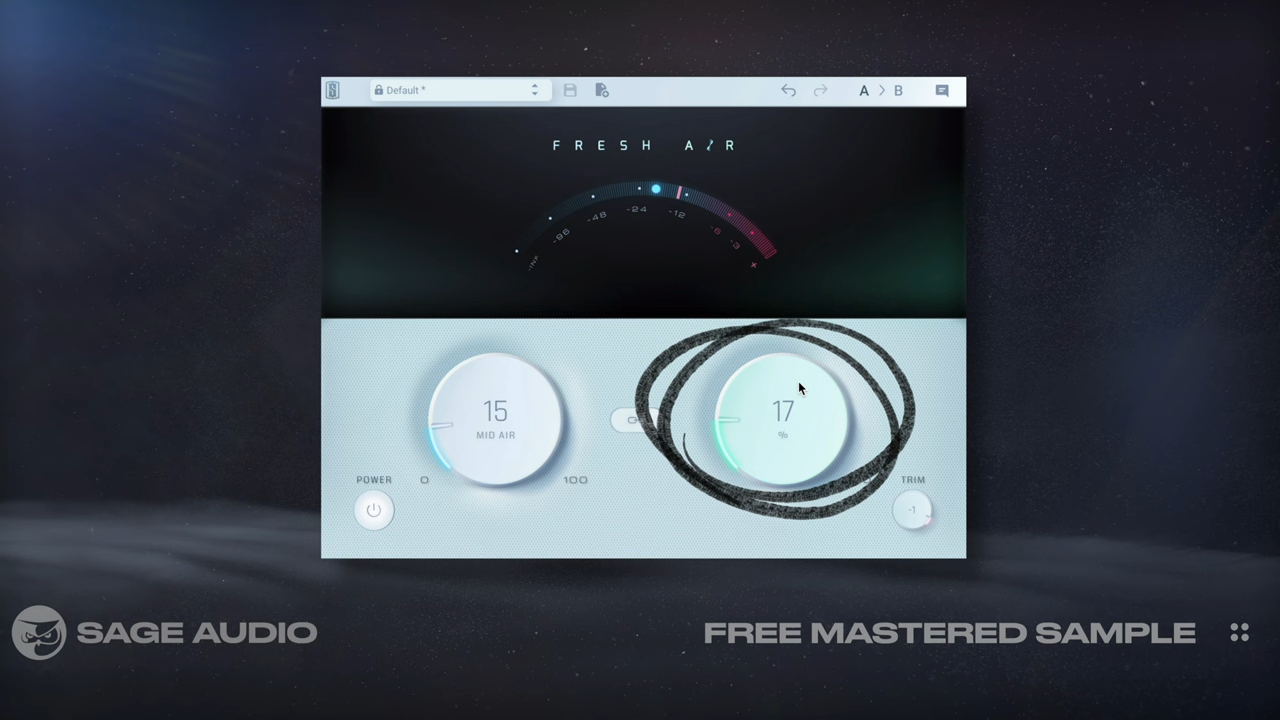 Default *
A > B
FRESH AIR
-INF
-96
-48
-24
-12
-6
-3
+
15
MID AIR
17
%
POWER
0
100
TRIM
-1
SAGE AUDIO
FREE MASTERED SAMPLE